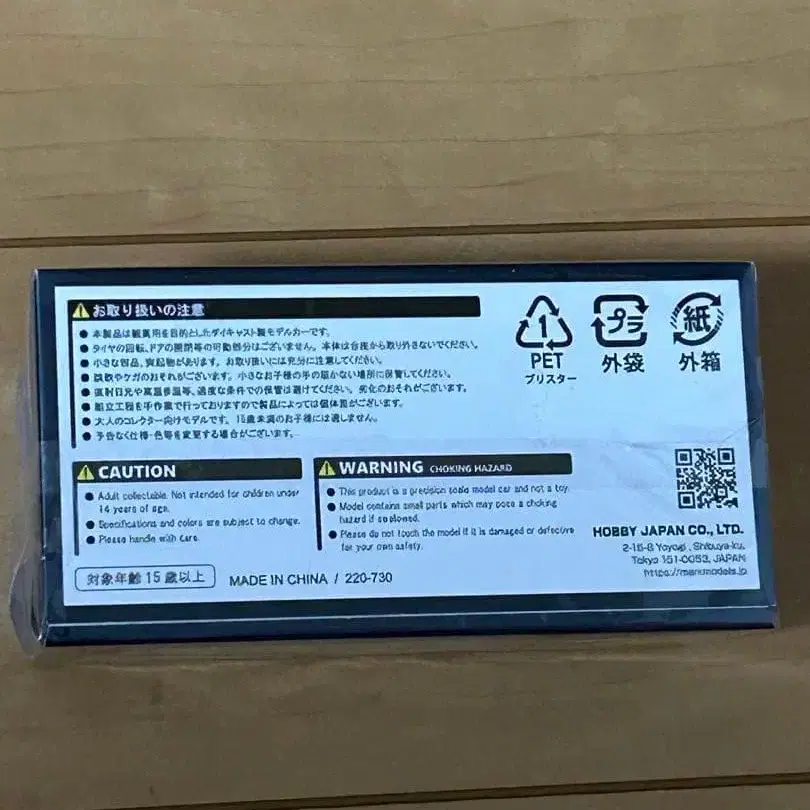 お取り扱いの注意
● 本製品は観賞用を目的としたダイキャスト製モデルカーです。
● タイヤの回転、ドアの開閉等の可動部分はございません。本体は台座から取り外さないでください。
● 小さな部品、突起物があります。お取り扱いには充分に注意してください。
● 誤飲やケガのおそれがございます。小さなお子様の手の届かない場所に保管してください。
● 直射日光や高温多湿等、過度な条件での保管は避けてください。劣化のおそれがございます。
● 組立工程を手作業で行っておりますので製品によっては個体差がございます。
● 大人のコレクター向けモデルです。15歳未満のお子様には適しません。
● 予告なく仕様・色等を変更する場合がございます。
1
PET
ブリスター
プラ
外袋
紙
外箱
CAUTION
● Adult collectable. Not intended for children under
14 years of age.
● Specifications and colors are subject to change.
● Please handle with care.
WARNING CHOKING HAZARD
● This product is a precision scale model car and not a toy.
● Model contains small parts which may pose a choking
hazard if swallowed.
● Please do not touch the model if it is damaged or defective
for your own safety.
対象年齢15歳以上
MADE IN CHINA / 220-730
HOBBY JAPAN CO., LTD.
2-15-8 Yoyogi, Shibuya-ku,
Tokyo 151-0053, JAPAN